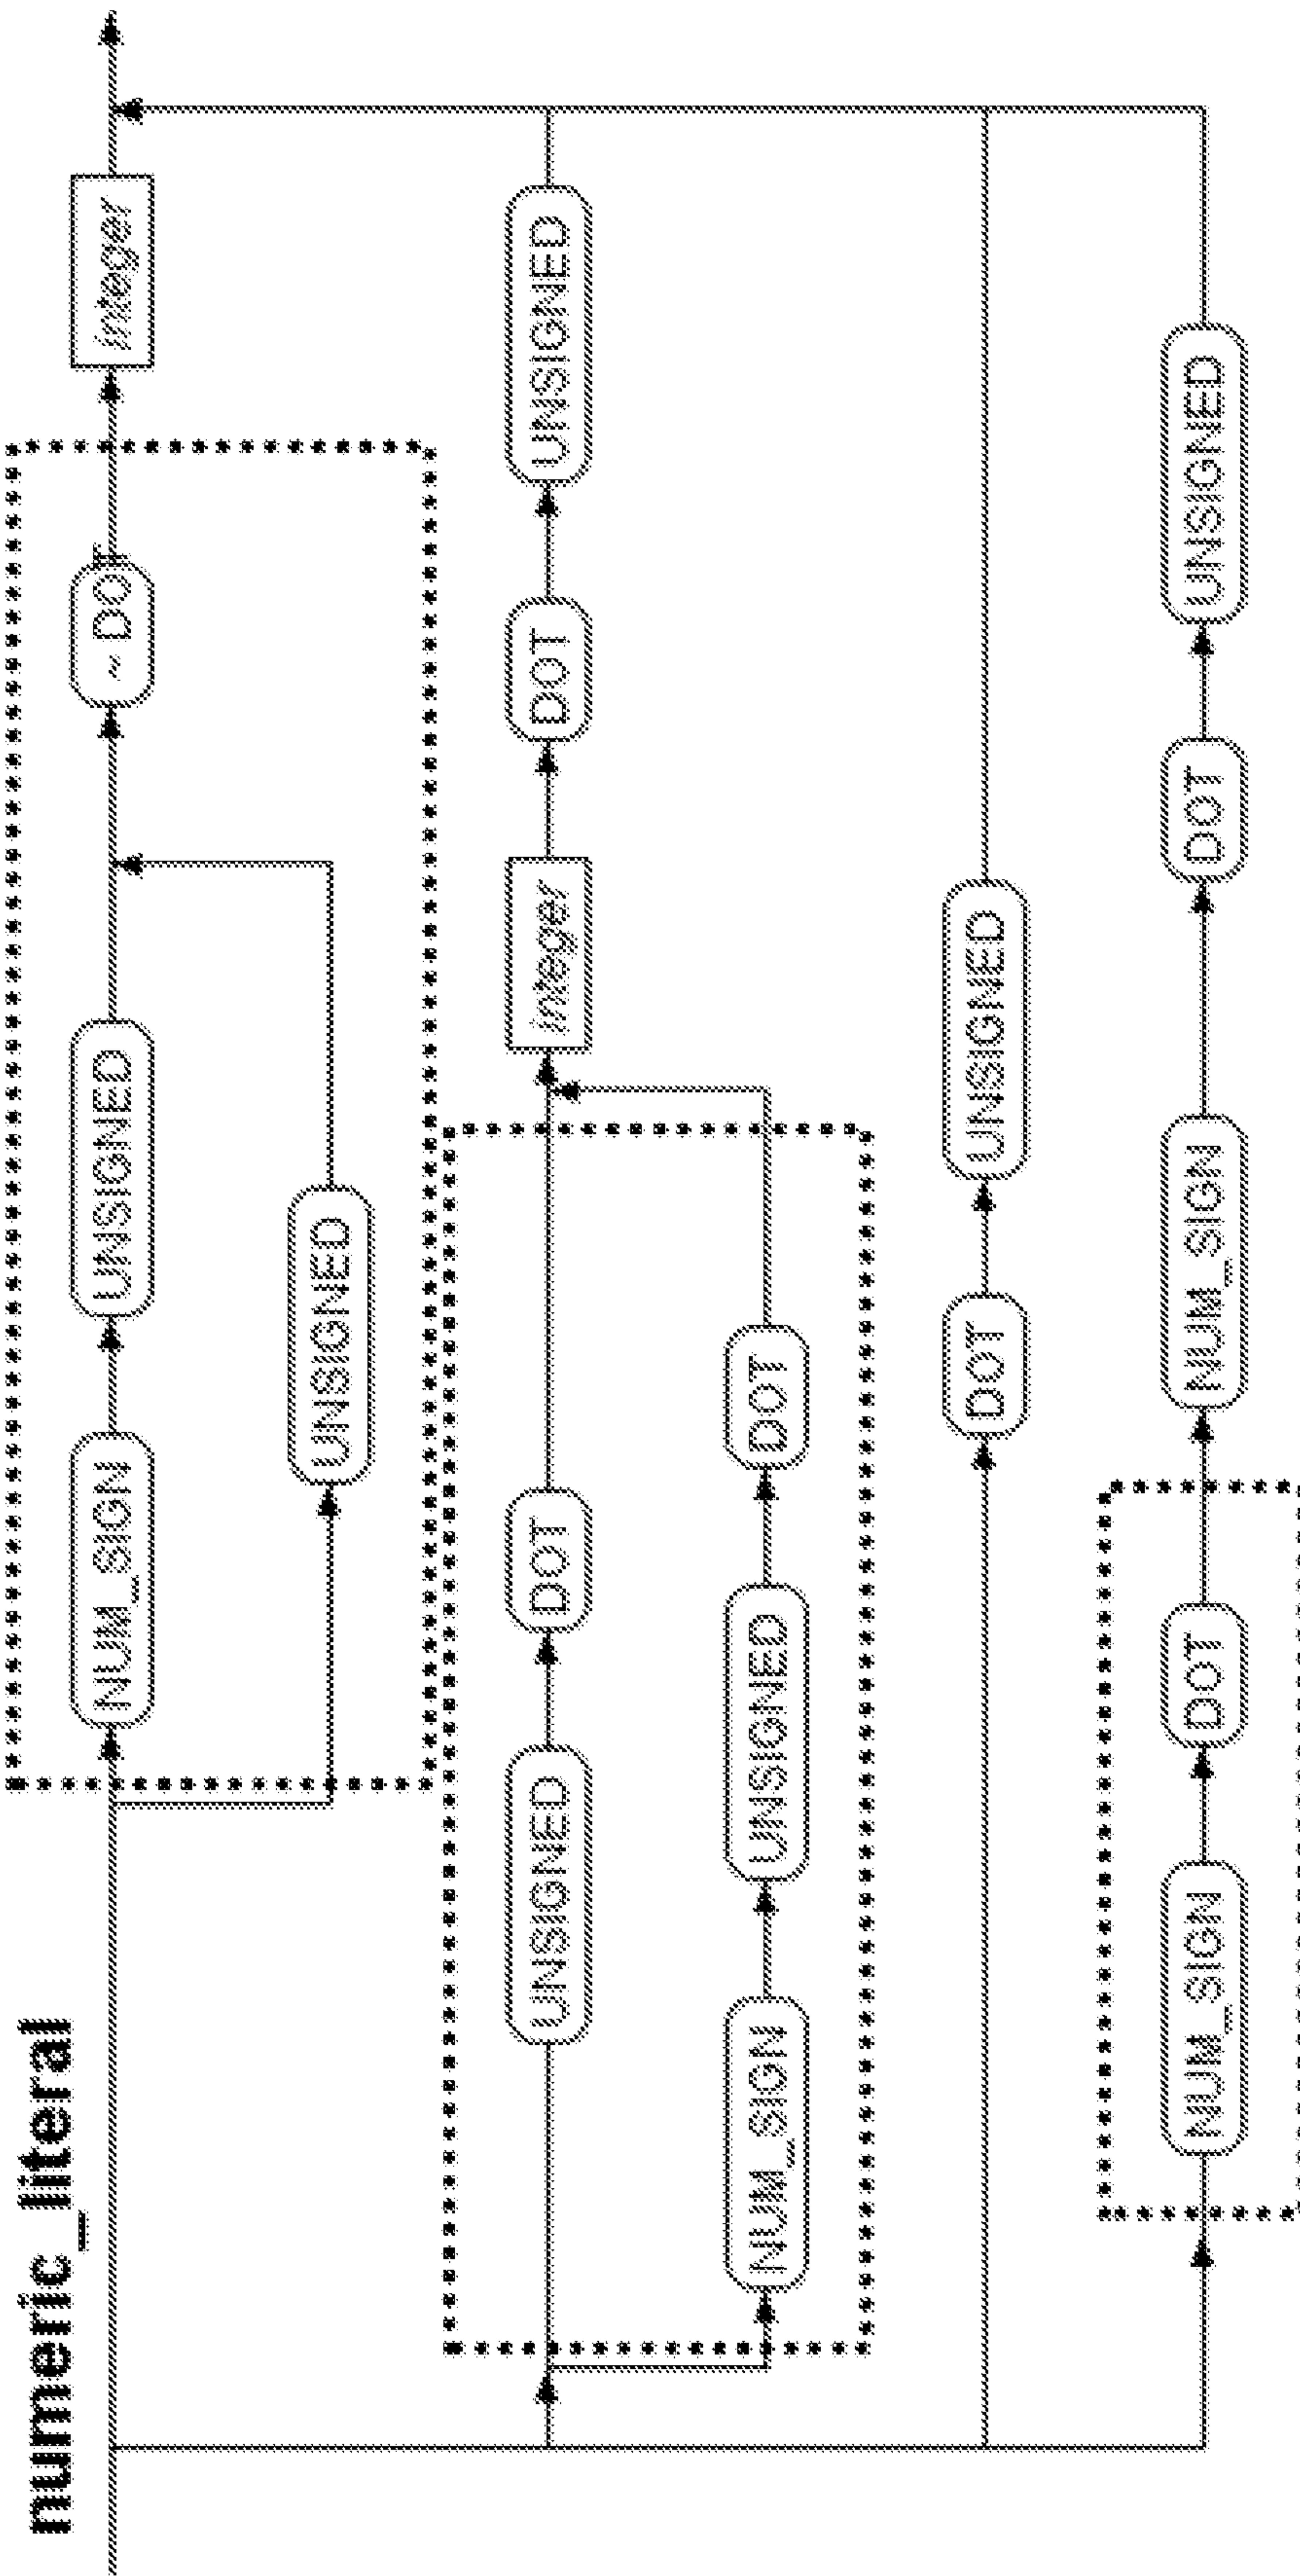 numeric_literal
NUM_SIGN UNSIGNED ~ DOT integer
UNSIGNED
UNSIGNED DOT integer DOT UNSIGNED
NUM_SIGN UNSIGNED DOT
DOT UNSIGNED
NUM_SIGN DOT NUM_SIGN DOT UNSIGNED